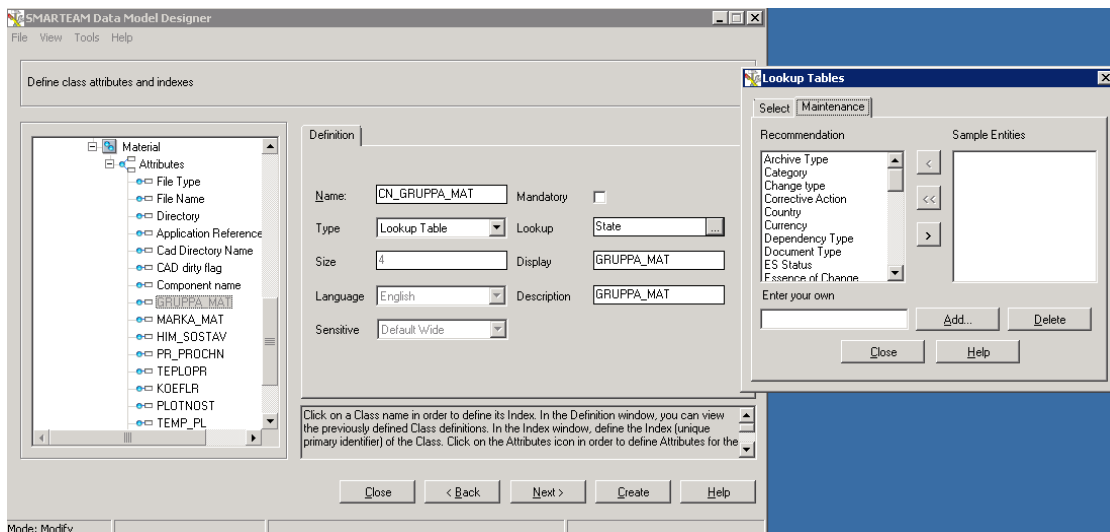 SMARTEAM Data Model Designer
File View Tools Help
Define class attributes and indexes
Material
Attributes
File Type
File Name
Directory
Application Reference
Cad Directory Name
CAD dirty flag
Component name
GRUPPA_MAT
MARKA_MAT
HIM_SOSTAV
PR_PROCHN
TEPLOPR
KOEFLR
PLOTNOST
TEMP_PL
Definition
Name: CN_GRUPPA_MAT Mandatory
Type Lookup Table Lookup State ...
Size 4 Display GRUPPA_MAT
Language English Description GRUPPA_MAT
Sensitive Default Wide
Click on a Class name in order to define its Index. In the Definition window, you can view
the previously defined Class definitions. In the Index window, define the Index (unique
primary identifier) of the Class. Click on the Attributes icon in order to define Attributes for the
Close < Back Next > Create Help
Mode: Modify
Lookup Tables
Select Maintenance
Recommendation Sample Entities
Archive Type
Category
Change type
Corrective Action
Country
Currency
Dependency Type
Document Type
ES Status
Essence of Change
<
<<
>
Enter your own
Add... Delete
Close Help